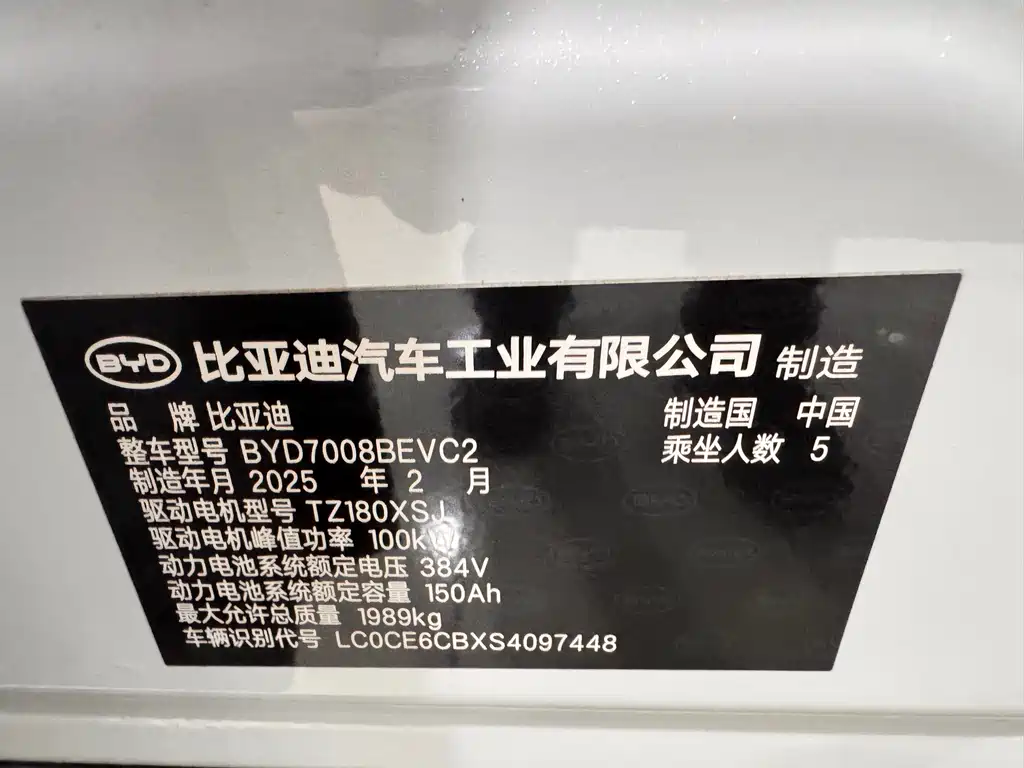 BYD 比亚迪汽车工业有限公司 制造
品 牌 比亚迪 制造国 中国
整车型号 BYD7008BEVC2 乘坐人数 5
制造年月 2025 年 2 月
驱动电机型号 TZ180XSJ
驱动电机峰值功率 100kW
动力电池系统额定电压 384V
动力电池系统额定容量 150Ah
最大允许总质量 1989kg
车辆识别代号 LC0CE6CBXS4097448